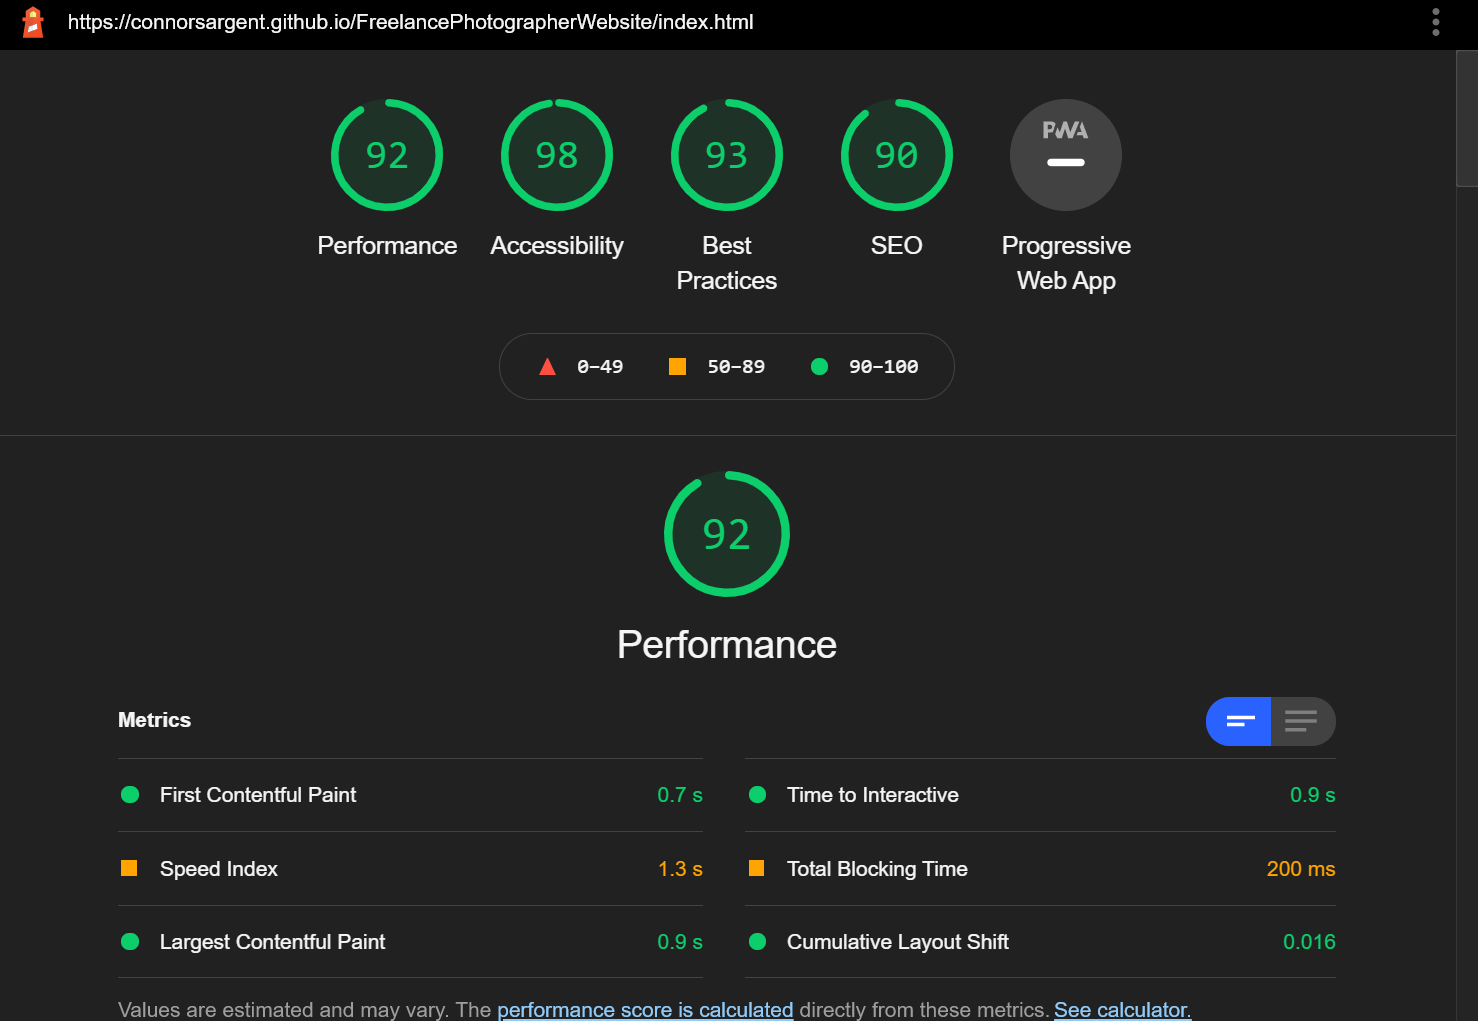 https://connorsargent.github.io/FreelancePhotographerWebsite/index.html
92
98
93
90
PWA
Performance
Accessibility
Best
Practices
SEO
Progressive
Web App
0–49
50–89
90–100
92
Performance
Metrics
First Contentful Paint 0.7 s
Time to Interactive 0.9 s
Speed Index 1.3 s
Total Blocking Time 200 ms
Largest Contentful Paint 0.9 s
Cumulative Layout Shift 0.016
Values are estimated and may vary. The performance score is calculated directly from these metrics. See calculator.